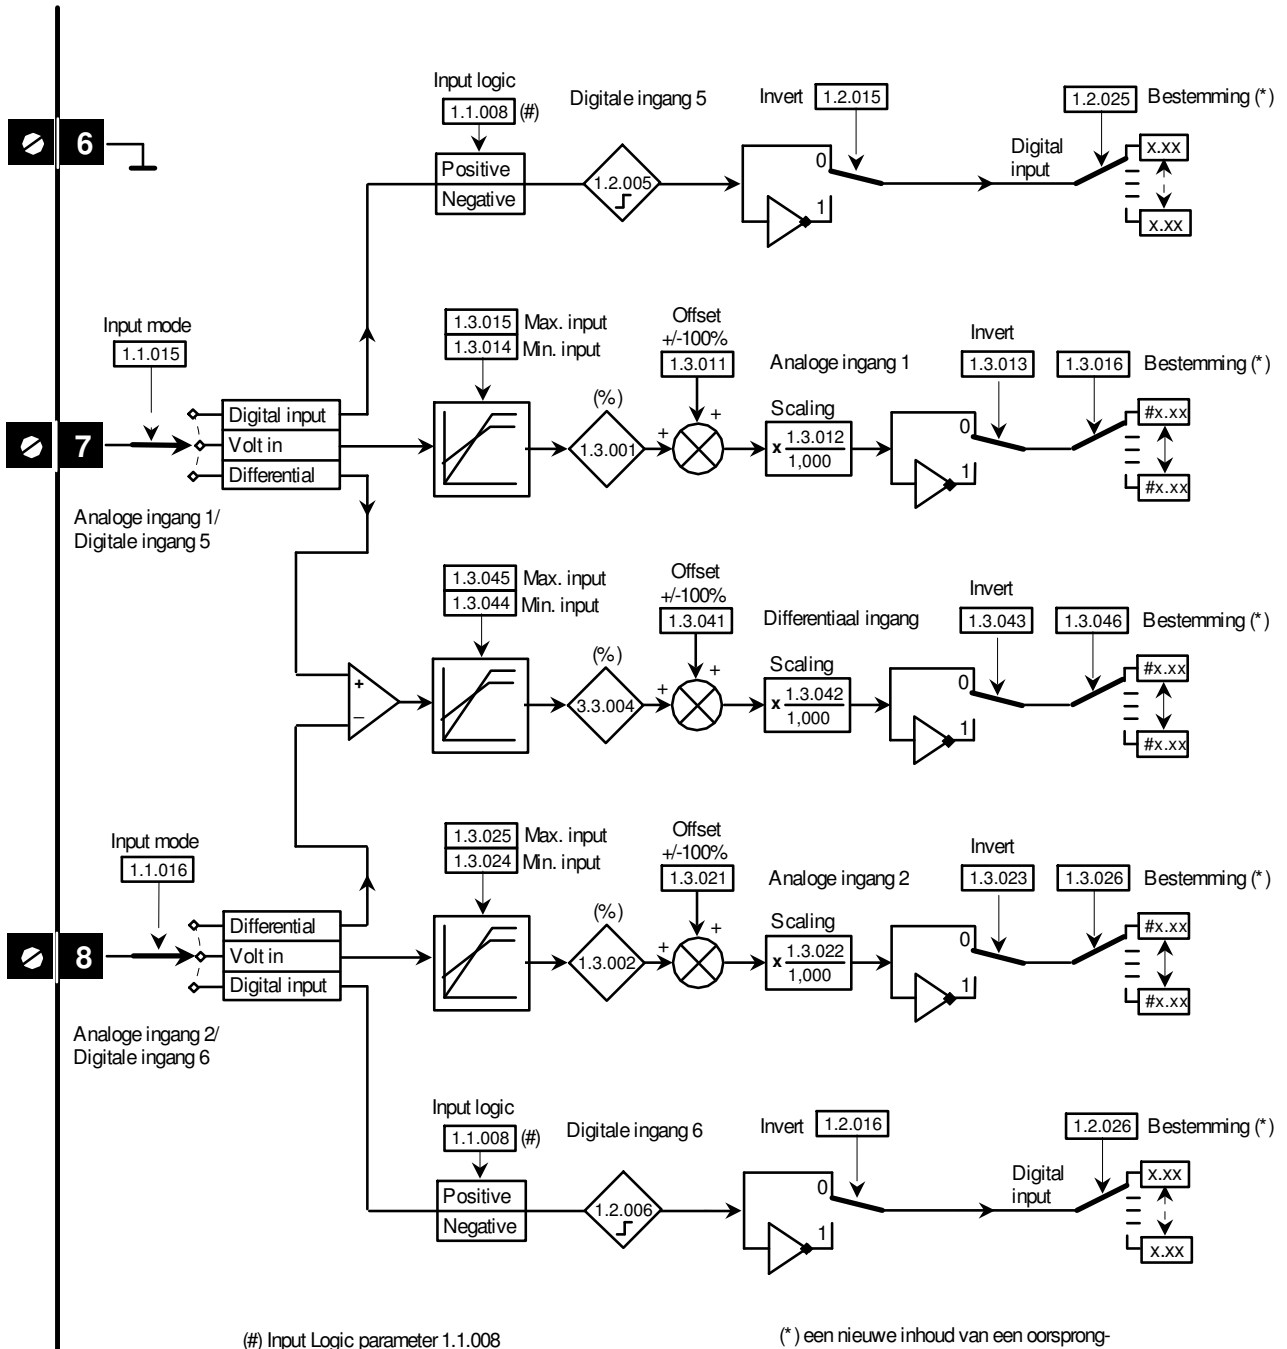 Input logic
1.1.008 (#)
Digitale ingang 5
Invert 1.2.015
1.2.025 Bestemming (*)
6
Positive
Negative
1.2.005
0
1
Digital
input
x.xx
x.xx
Input mode
1.1.015
1.3.015 Max. input
1.3.014 Min. input
Offset
+/-100%
1.3.011
Analoge ingang 1
Invert
1.3.013
1.3.016 Bestemming (*)
7
Digital input
Volt in
Differential
(%)
1.3.001
+
+
Scaling
x 1.3.012
1,000
0
1
#x.xx
#x.xx
Analoge ingang 1/
Digitale ingang 5
1.3.045 Max. input
1.3.044 Min. input
Offset
+/-100%
1.3.041
Differentiaal ingang
Invert
1.3.043
1.3.046 Bestemming (*)
+
–
(%)
3.3.004
+
+
Scaling
x 1.3.042
1,000
0
1
#x.xx
#x.xx
Input mode
1.1.016
1.3.025 Max. input
1.3.024 Min. input
Offset
+/-100%
1.3.021
Analoge ingang 2
Invert
1.3.023
1.3.026 Bestemming (*)
8
Differential
Volt in
Digital input
(%)
1.3.002
+
+
Scaling
x 1.3.022
1,000
0
1
#x.xx
#x.xx
Analoge ingang 2/
Digitale ingang 6
Input logic
1.1.008 (#)
Digitale ingang 6
Invert 1.2.016
1.2.026 Bestemming (*)
Positive
Negative
1.2.006
0
1
Digital
input
x.xx
x.xx
(#) Input Logic parameter 1.1.008
(*) een nieuwe inhoud van een oorsprong-